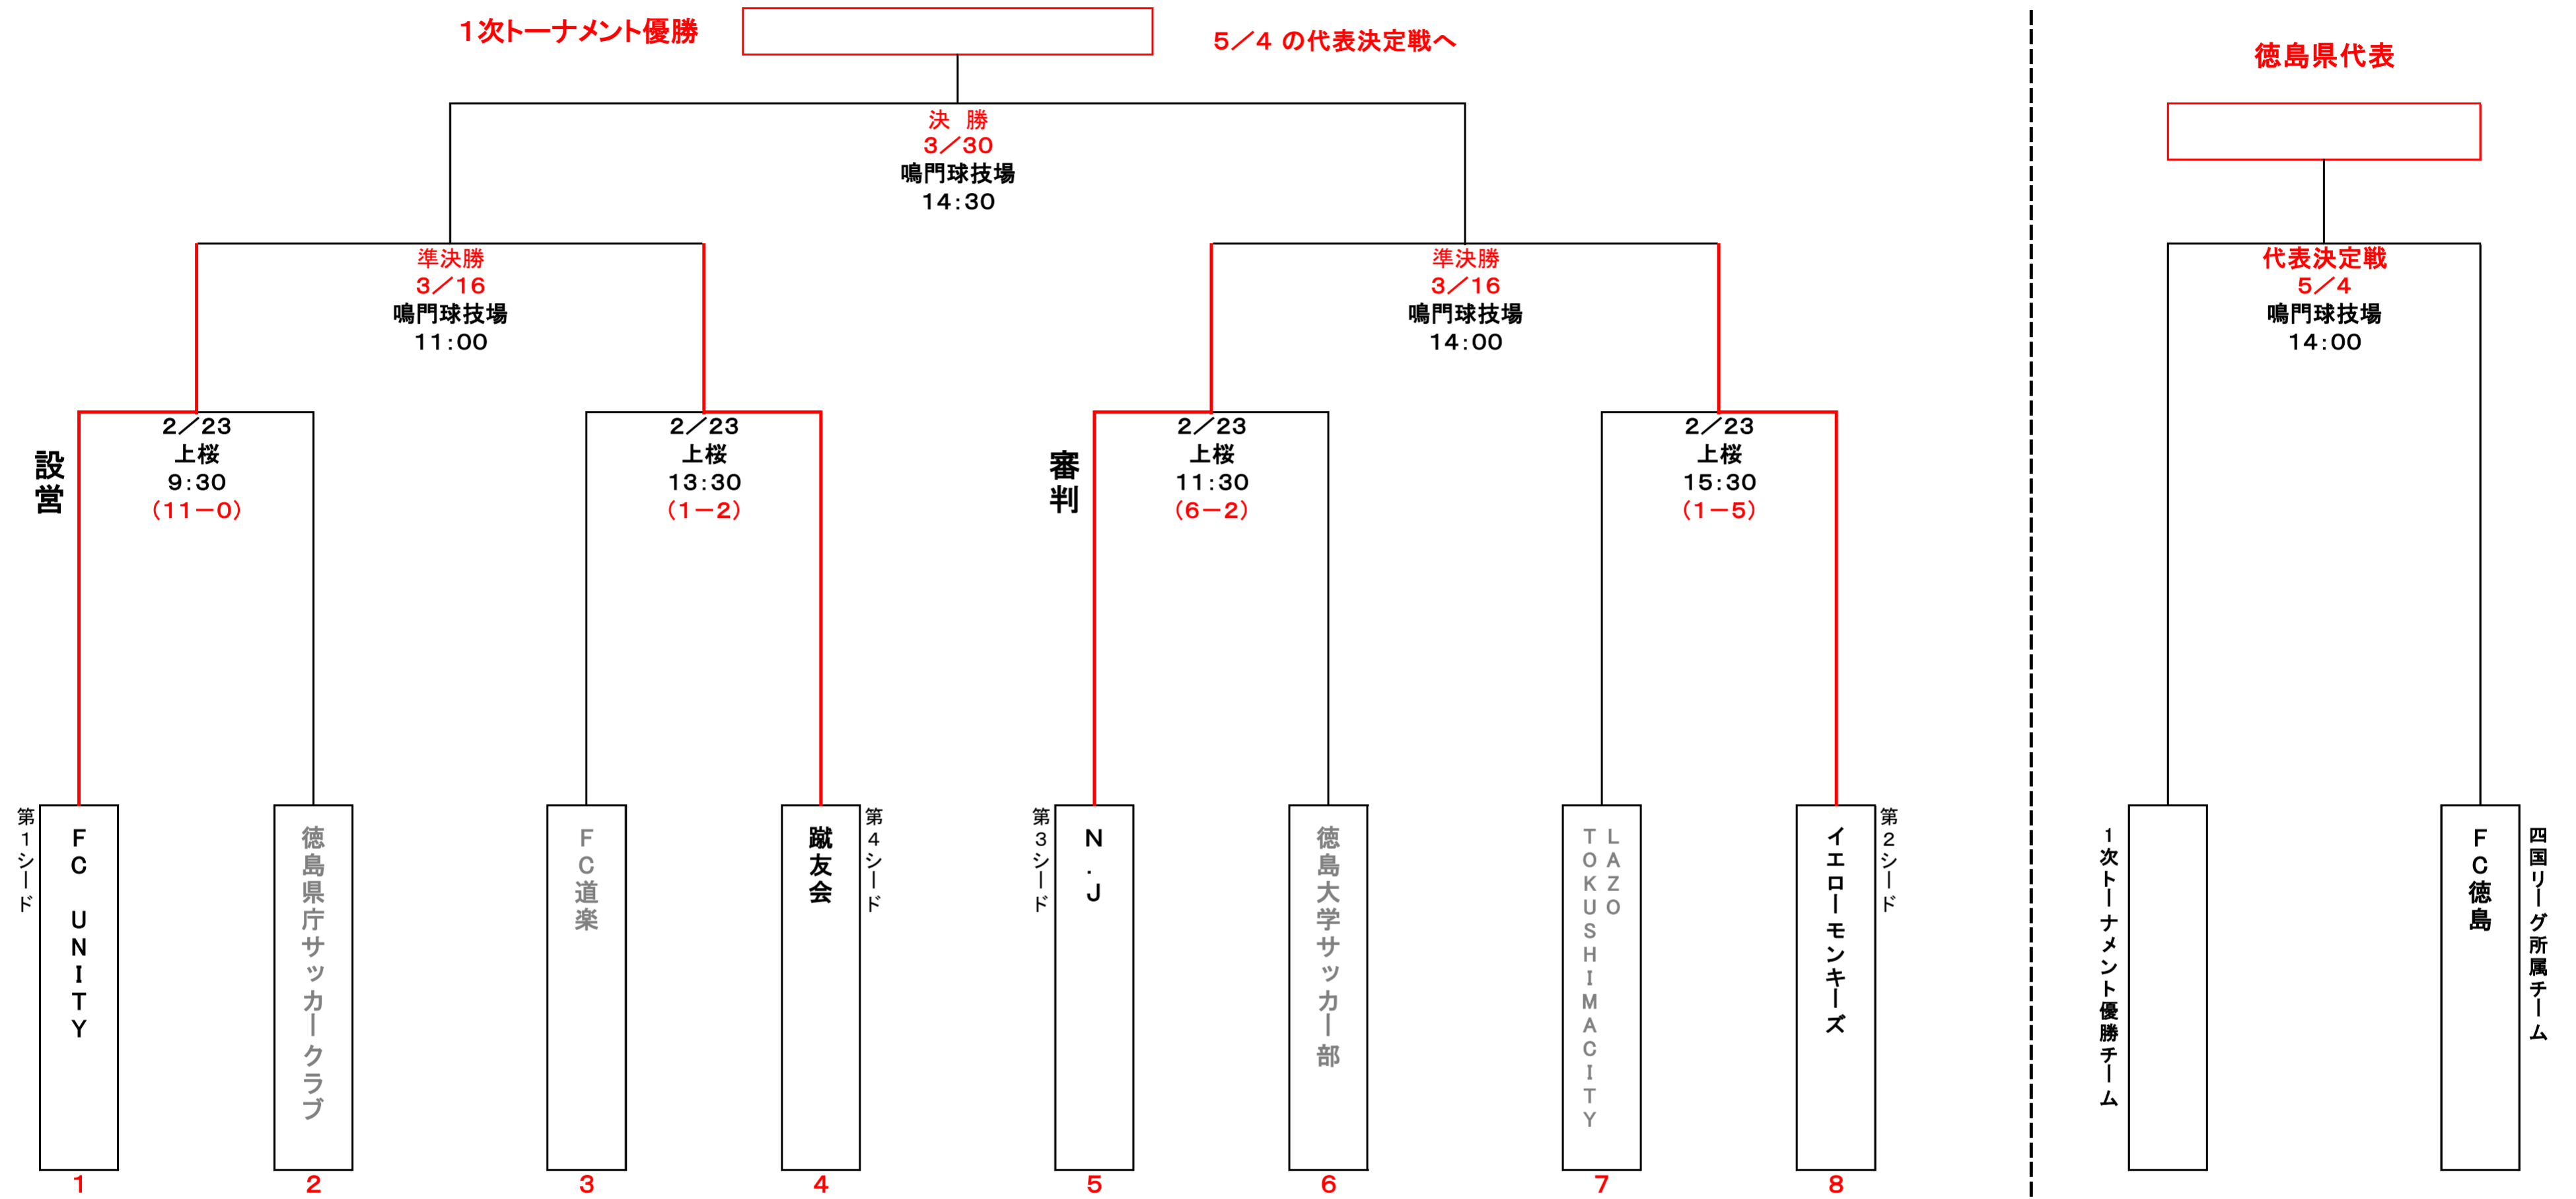 １次トーナメント優勝
５／４ の代表決定戦へ
徳島県代表
決　勝
３／３０
鳴門球技場
１４：３０
準決勝
３／１６
鳴門球技場
１１：００
準決勝
３／１６
鳴門球技場
１４：００
代表決定戦
５／４
鳴門球技場
１４：００
設営
２／２３
上桜
９：３０
（１１－０）
２／２３
上桜
１３：３０
（１－２）
審判
２／２３
上桜
１１：３０
（６－２）
２／２３
上桜
１５：３０
（１－５）
第１シード
ＦＣ　ＵＮＩＴＹ
徳島県庁サッカークラブ
ＦＣ道楽
蹴友会
第４シード
第３シード
Ｎ．Ｊ
徳島大学サッカー部
ＬＡＺＯ
ＴＯＫＵＳＨＩＭＡＣＩＴＹ
イエローモンキーズ
第２シード
１次トーナメント優勝チーム
ＦＣ徳島
四国リーグ所属チーム
1
2
3
4
5
6
7
8